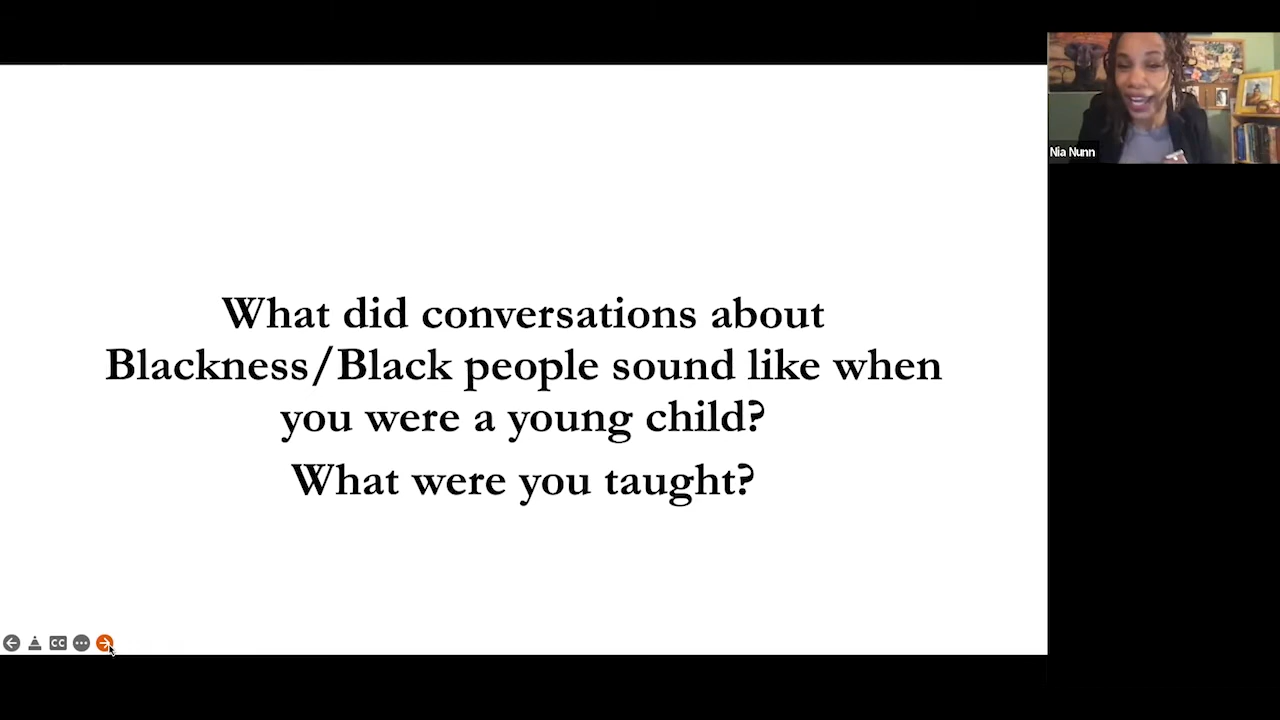 What did conversations about
Blackness/Black people sound like when
you were a young child?
What were you taught?
Nia Nunn
CC